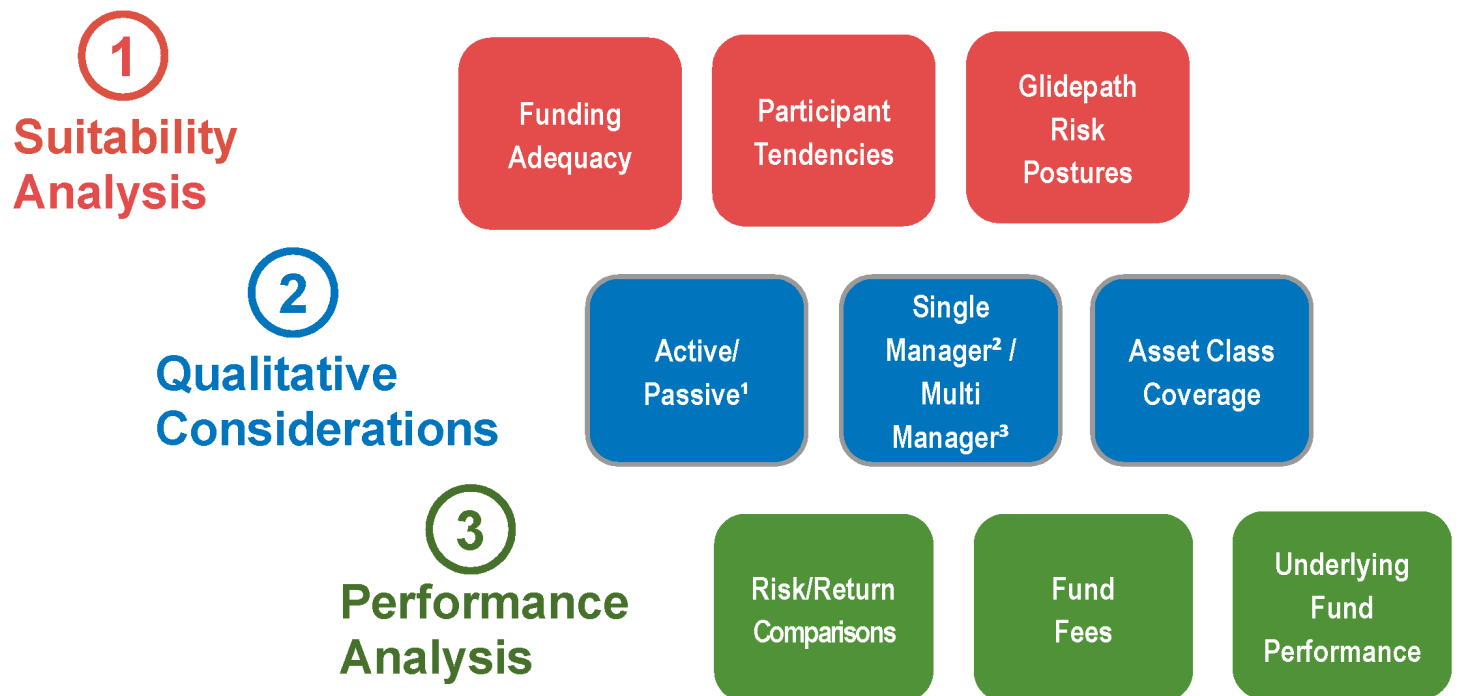 1
Suitability
Analysis
Funding
Adequacy
Participant
Tendencies
Glidepath
Risk
Postures
2
Qualitative
Considerations
Active/
Passive¹
Single
Manager² /
Multi
Manager³
Asset Class
Coverage
3
Performance
Analysis
Risk/Return
Comparisons
Fund
Fees
Underlying
Fund
Performance